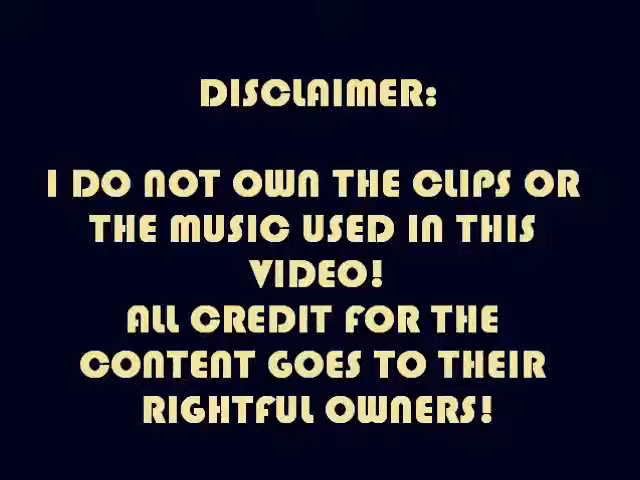 DISCLAIMER:
I DO NOT OWN THE CLIPS OR
THE MUSIC USED IN THIS
VIDEO!
ALL CREDIT FOR THE
CONTENT GOES TO THEIR
RIGHTFUL OWNERS!